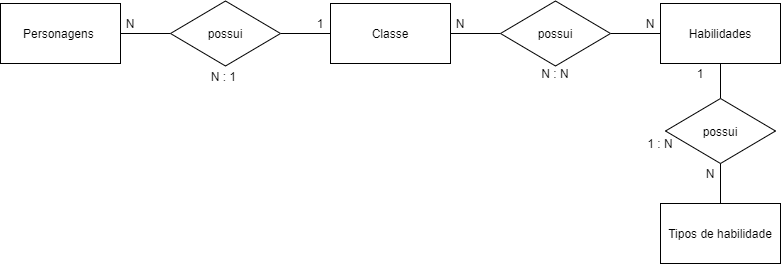 Personagens
N
possui
N : 1
1
Classe
N
possui
N : N
N
Habilidades
1
possui
1 : N
N
Tipos de habilidade